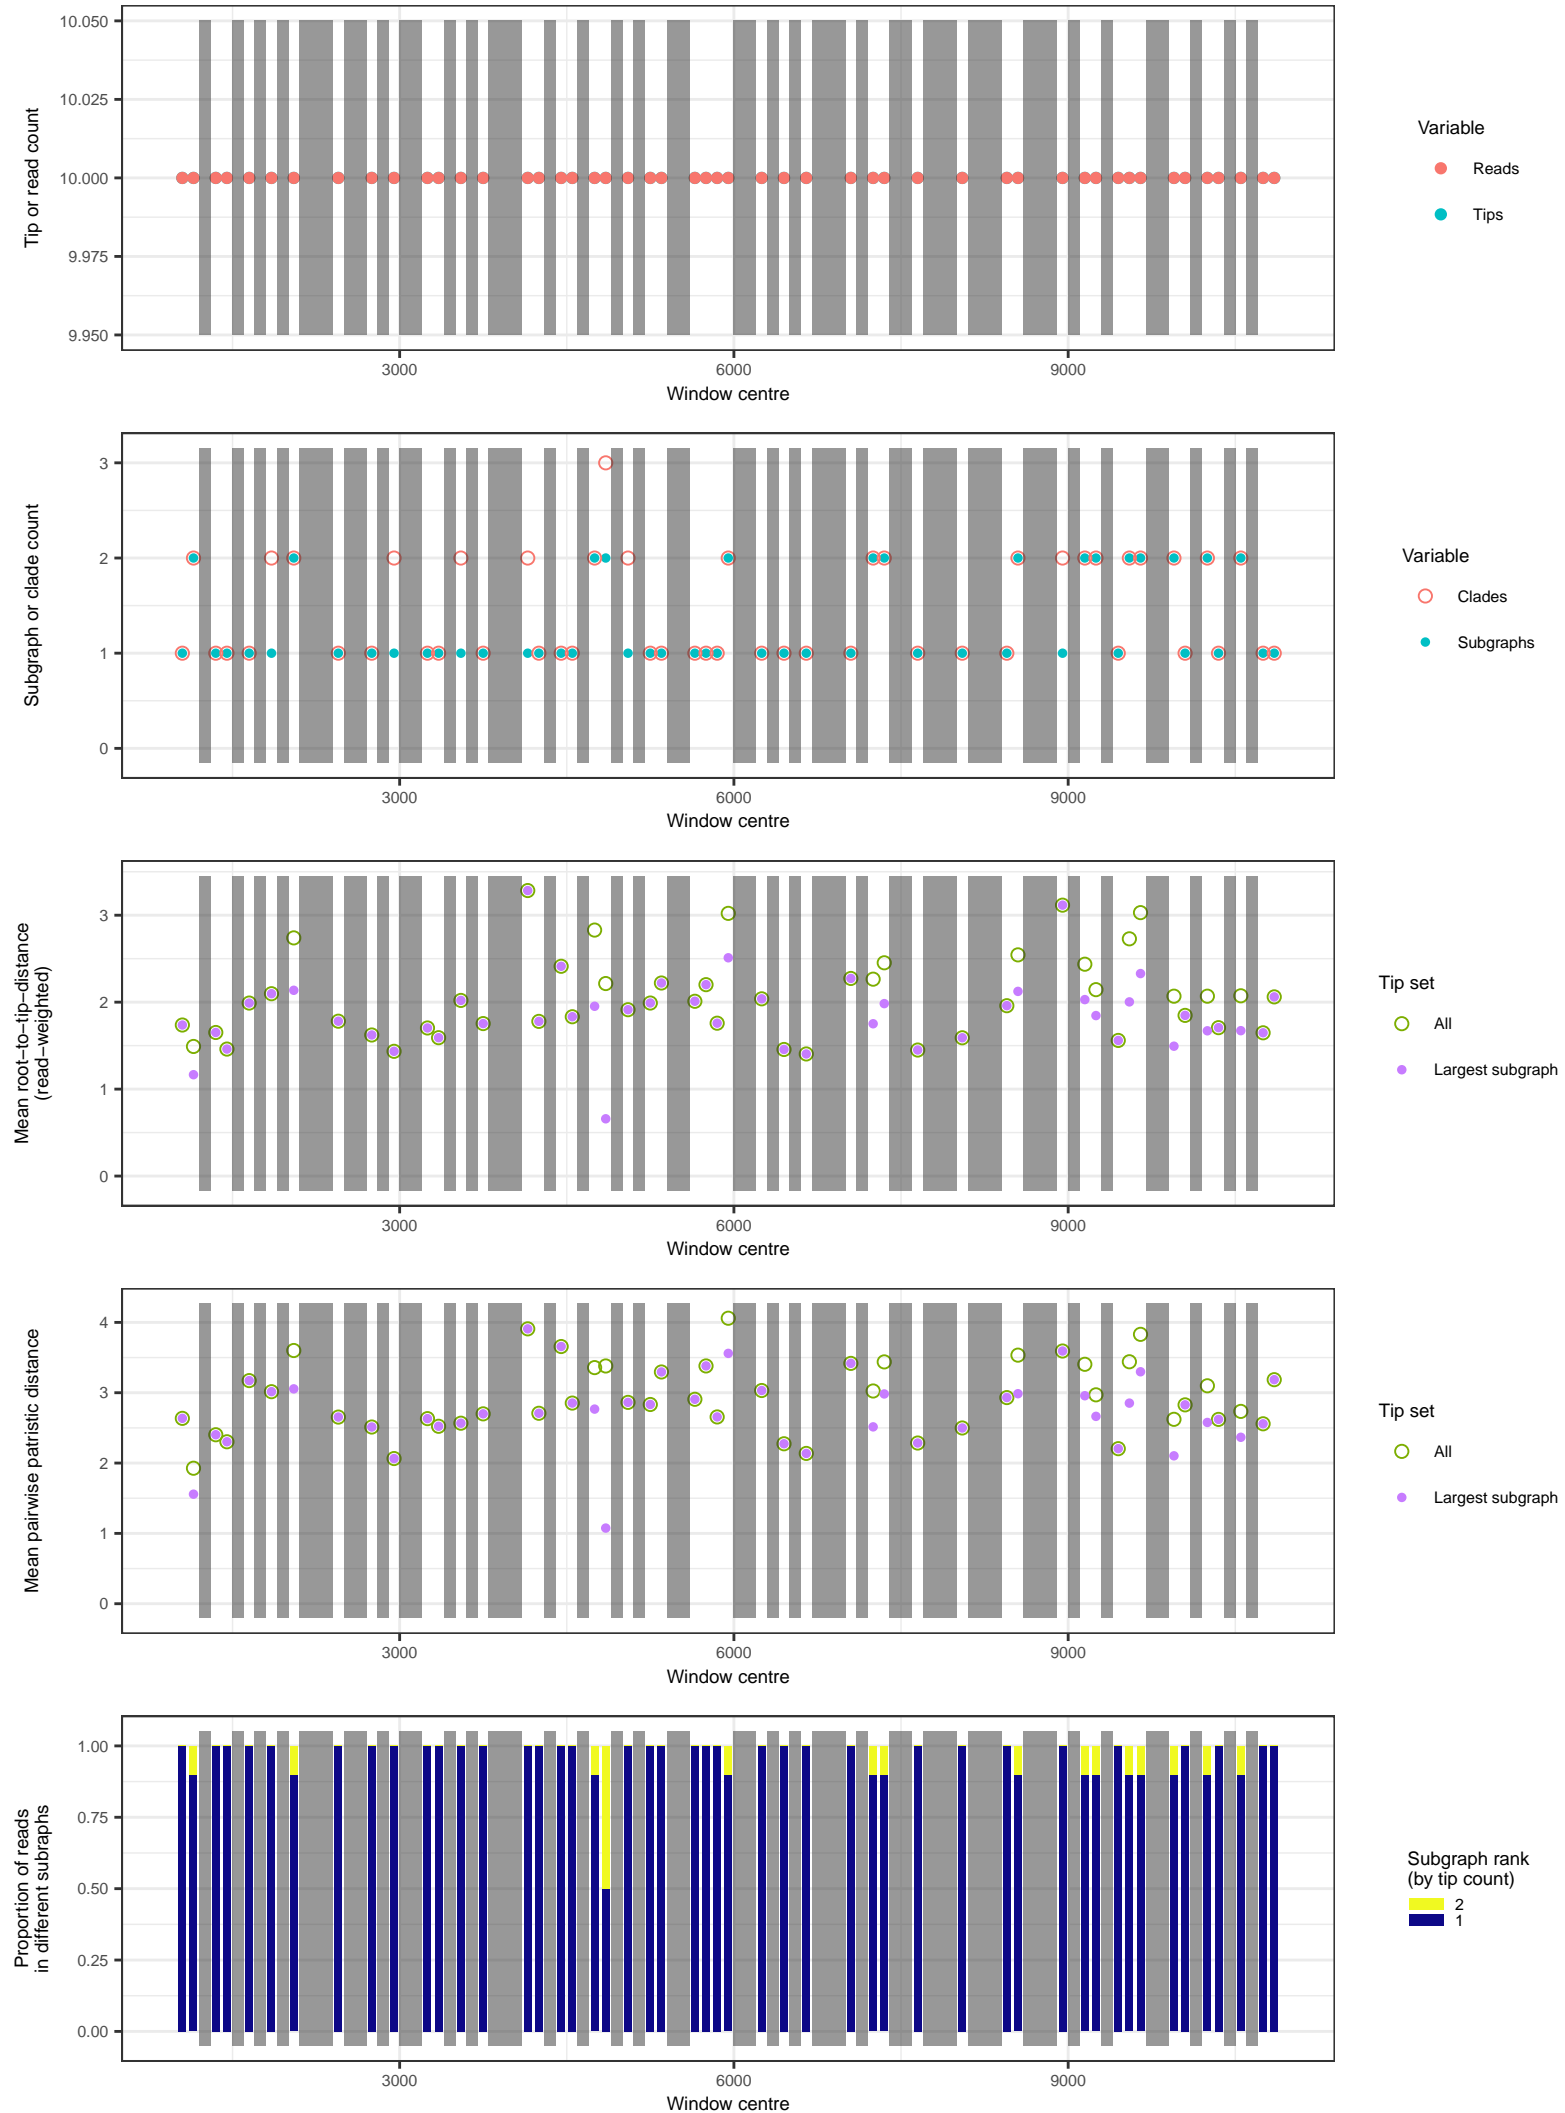 10.050
10.025
10.000
9.975
9.950
Tip or read count
3000
6000
9000
Window centre
Variable
Reads
Tips
3
2
1
0
Subgraph or clade count
3000
6000
9000
Window centre
Variable
Clades
Subgraphs
3
2
1
0
Mean root−to−tip−distance
(read−weighted)
3000
6000
9000
Window centre
Tip set
All
Largest subgraph
4
3
2
1
0
Mean pairwise patristic distance
3000
6000
9000
Window centre
Tip set
All
Largest subgraph
1.00
0.75
0.50
0.25
0.00
Proportion of reads
in different subraphs
3000
6000
9000
Window centre
Subgraph rank
(by tip count)
2
1